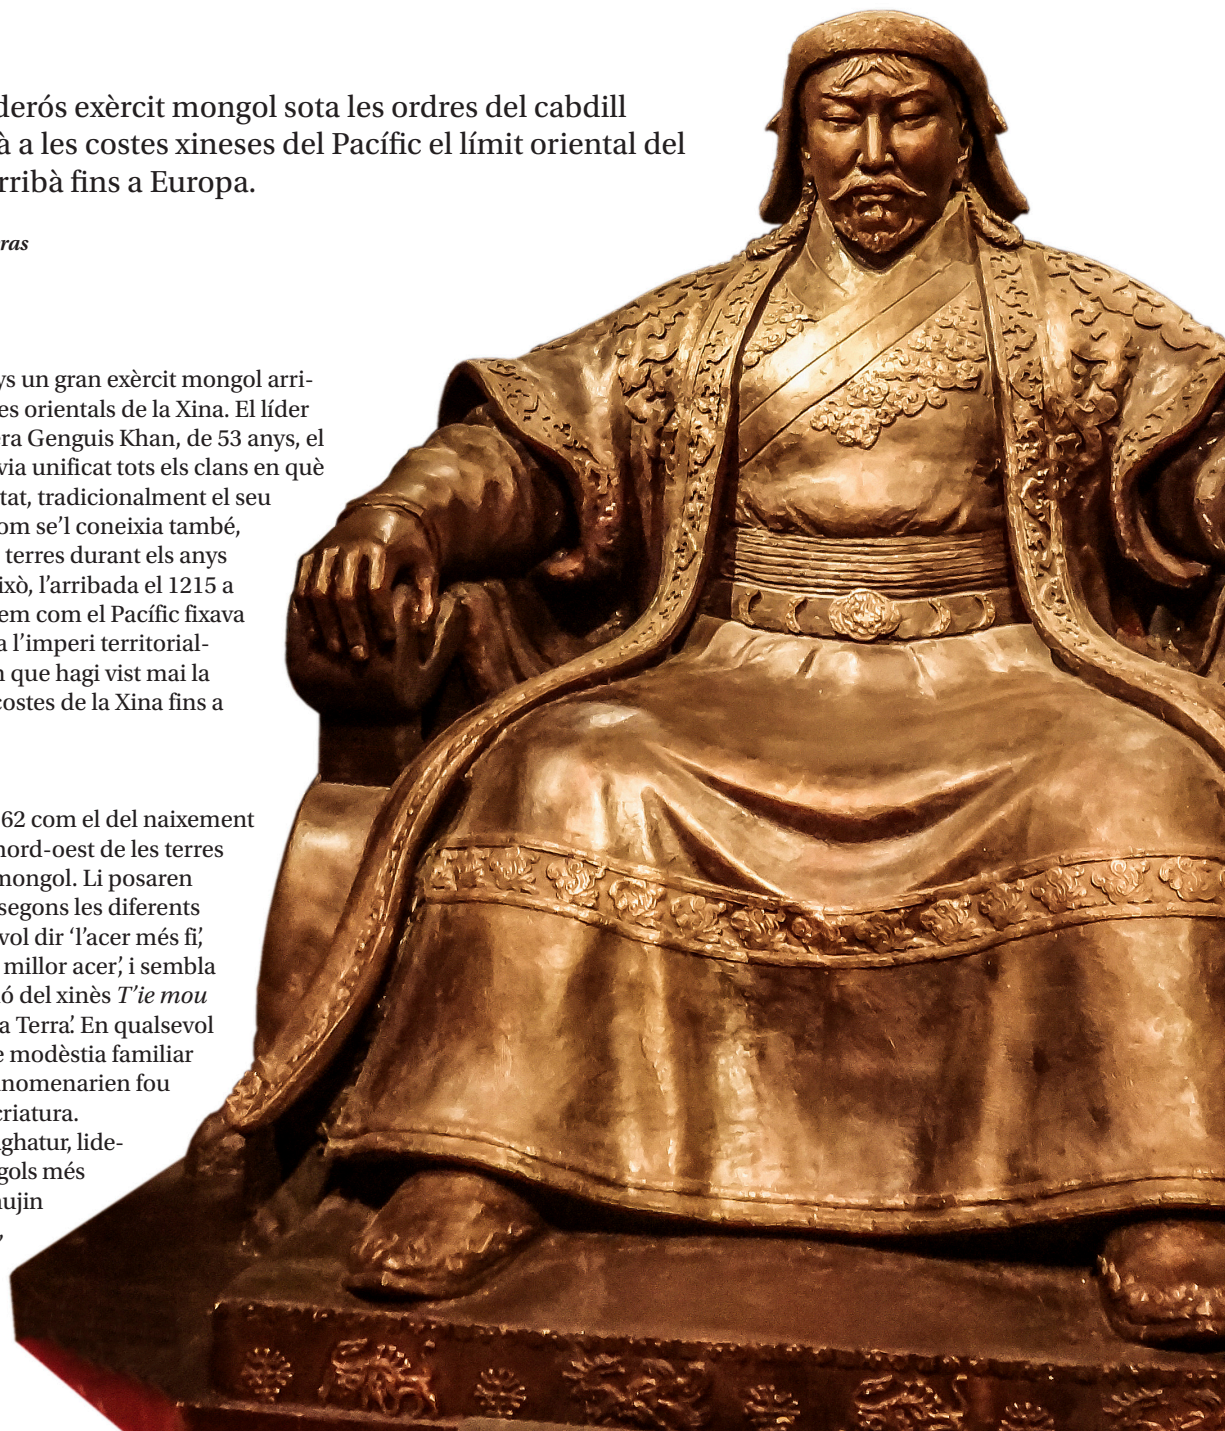 derós exèrcit mongol sota les ordres del cabdill
à a les costes xineses del Pacífic el límit oriental del
rribà fins a Europa.
ras
ys un gran exèrcit mongol arri-
es orientals de la Xina. El líder
era Genguis Khan, de 53 anys, el
via unificat tots els clans en què
tat, tradicionalment el seu
om se’l coneixia també,
terres durant els anys
ixò, l’arribada el 1215 a
em com el Pacífic fixava
a l’imperi territorial-
n que hagi vist mai la
costes de la Xina fins a
62 com el del naixement
nord-oest de les terres
mongol. Li posaren
segons les diferents
vol dir ‘l’acer més fi’,
millor acer’, i sembla
ó del xinès T’ie mou
a Terra’. En qualsevol
e modèstia familiar
anomenarien fou
criatura.
ghatur, lide-
gols més
nujin
,